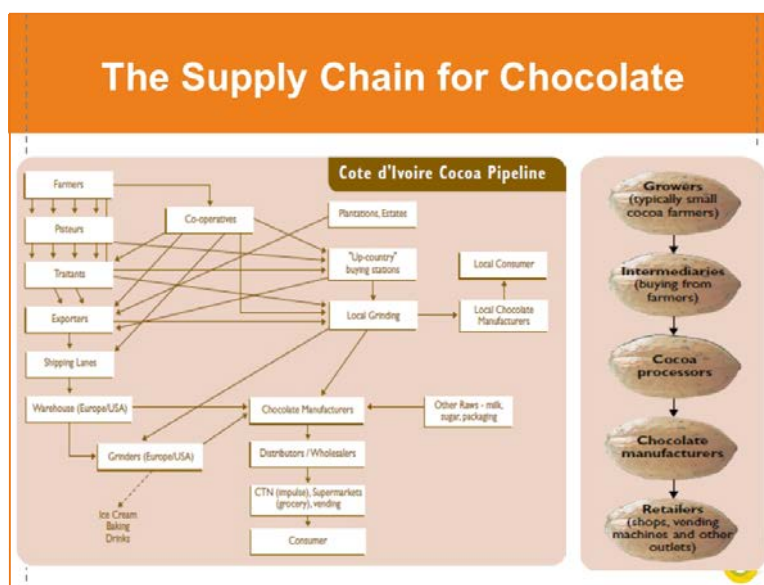 The Supply Chain for Chocolate
Cote d'Ivoire Cocoa Pipeline
Farmers
Co-operatives
Plantations, Estates
Pisteurs
"Up-country"
buying stations
Local Consumer
Traitants
Exporters
Local Grinding
Local Chocolate
Manufacturers
Shipping Lanes
Warehouse (Europe/USA)
Chocolate Manufacturers
Other Raws - milk,
sugar, packaging
Grinders (Europe/USA)
Distributors / Wholesalers
CTN (impulse), Supermarkets
(grocery), vending
Ice Cream
Baking
Drinks
Consumer
Growers
(typically small
cocoa farmers)
Intermediaries
(buying from
farmers)
Cocoa
processors
Chocolate
manufacturers
Retailers
(shops, vending
machines and other
outlets)